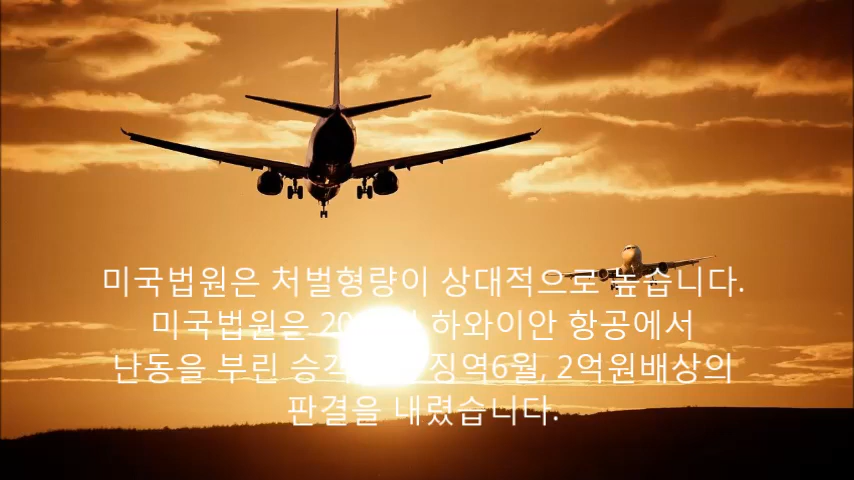 미국법원은 처벌형량이 상대적으로 높습니다.
미국법원은 하와이안 항공에서
난동을 부린 징역6월, 2억원배상의
판결을 내렸습니다.